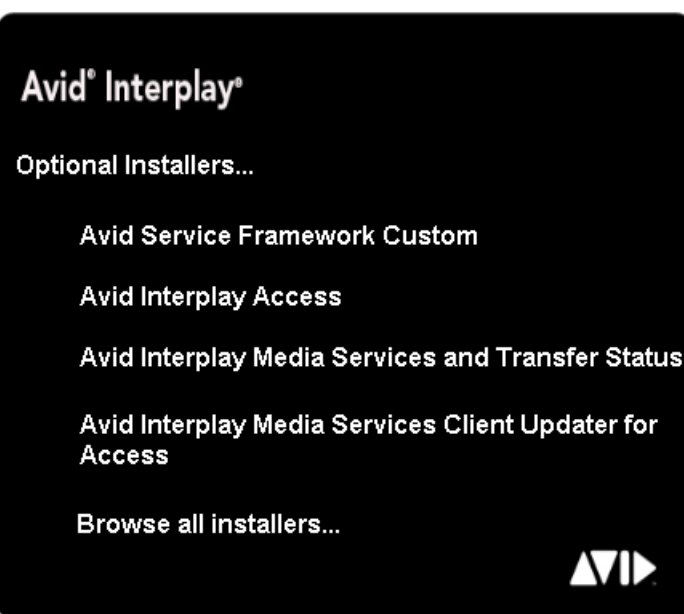 Avid® Interplay®
Optional Installers...
Avid Service Framework Custom
Avid Interplay Access
Avid Interplay Media Services and Transfer Status
Avid Interplay Media Services Client Updater for
Access
Browse all installers...
AVID